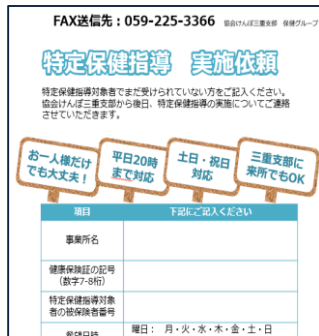 FAX送信先：059-225-3366 協会けんぽ三重支部 保健グループ
特定保健指導 実施依頼
特定保健指導対象者でまだ受けられていない方をご記入ください。
協会けんぽ三重支部から後日、特定保健指導の実施についてご連絡
させていただきます。
お一人様だけ
でも大丈夫！
平日20時
まで対応
土日・祝日
対応
三重支部に
来所でもOK
項目 下記にご記入ください
事業所名
健康保険証の記号
（数字7-8桁）
特定保健指導対象
者の被保険者番号
希望日時 曜日： 月・火・水・木・金・土・日